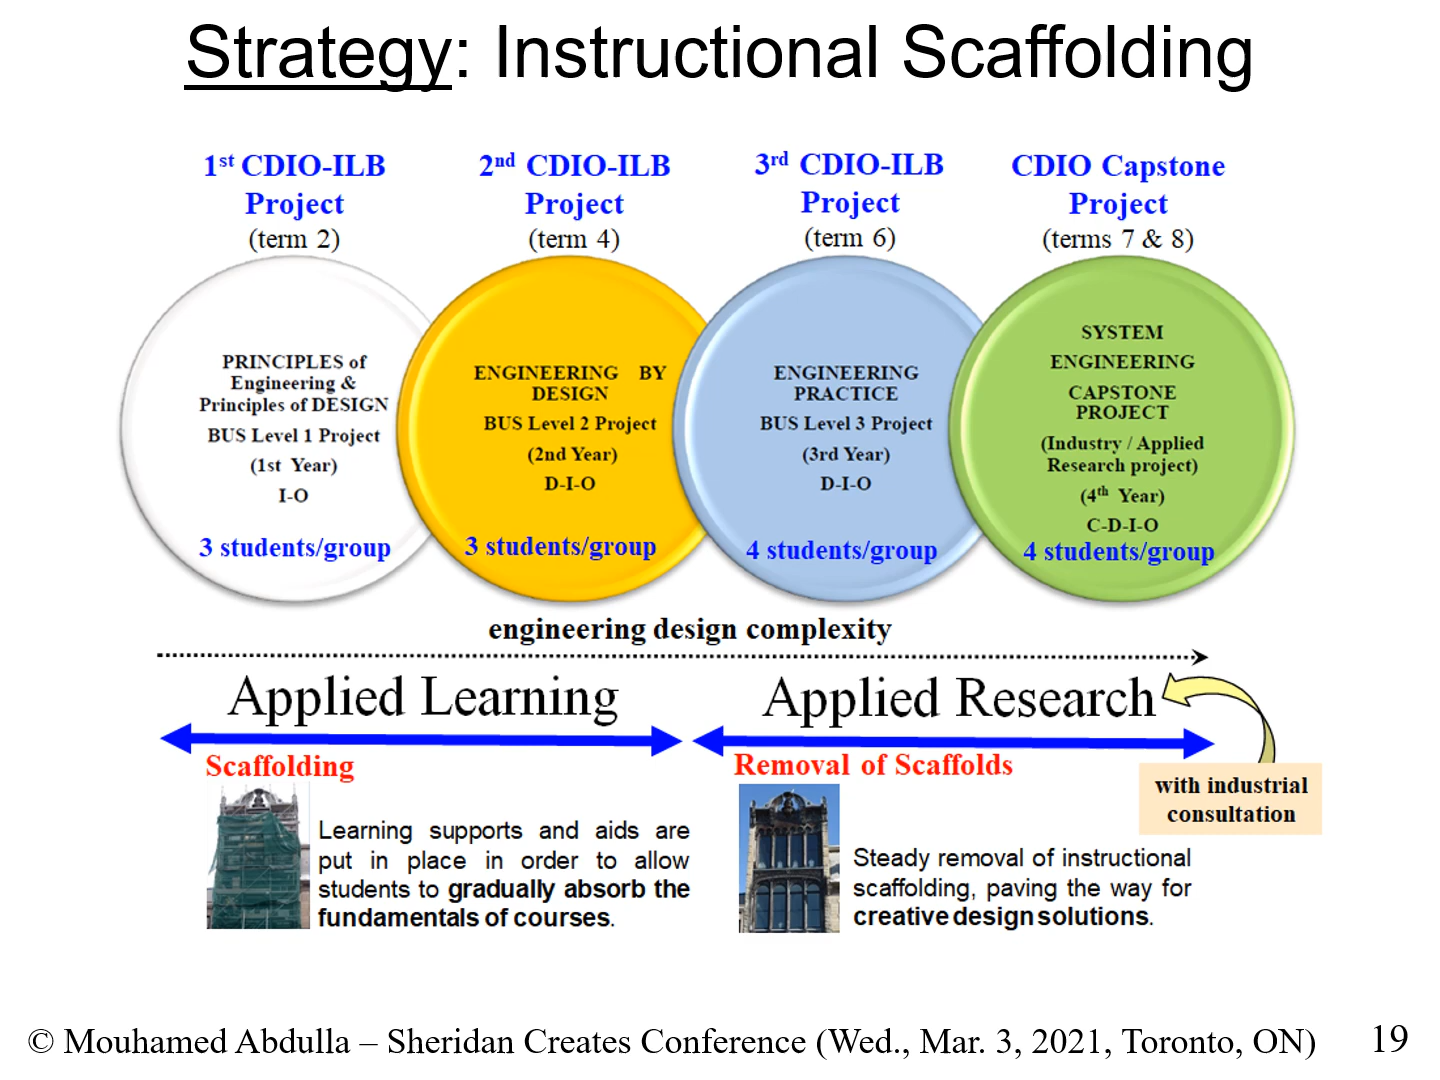 Strategy: Instructional Scaffolding
1st CDIO-ILB
Project
(term 2)
2nd CDIO-ILB
Project
(term 4)
3rd CDIO-ILB
Project
(term 6)
CDIO Capstone
Project
(terms 7 & 8)
PRINCIPLES of
Engineering &
Principles of DESIGN
BUS Level 1 Project
(1st Year)
I-O
3 students/group
ENGINEERING BY
DESIGN
BUS Level 2 Project
(2nd Year)
D-I-O
3 students/group
ENGINEERING
PRACTICE
BUS Level 3 Project
(3rd Year)
D-I-O
4 students/group
SYSTEM
ENGINEERING
CAPSTONE
PROJECT
(Industry / Applied
Research project)
(4th Year)
C-D-I-O
4 students/group
engineering design complexity
Applied Learning
Scaffolding
Learning supports and aids are
put in place in order to allow
students to gradually absorb the
fundamentals of courses.
Applied Research
Removal of Scaffolds
with industrial
consultation
Steady removal of instructional
scaffolding, paving the way for
creative design solutions.
© Mouhamed Abdulla – Sheridan Creates Conference (Wed., Mar. 3, 2021, Toronto, ON)
19